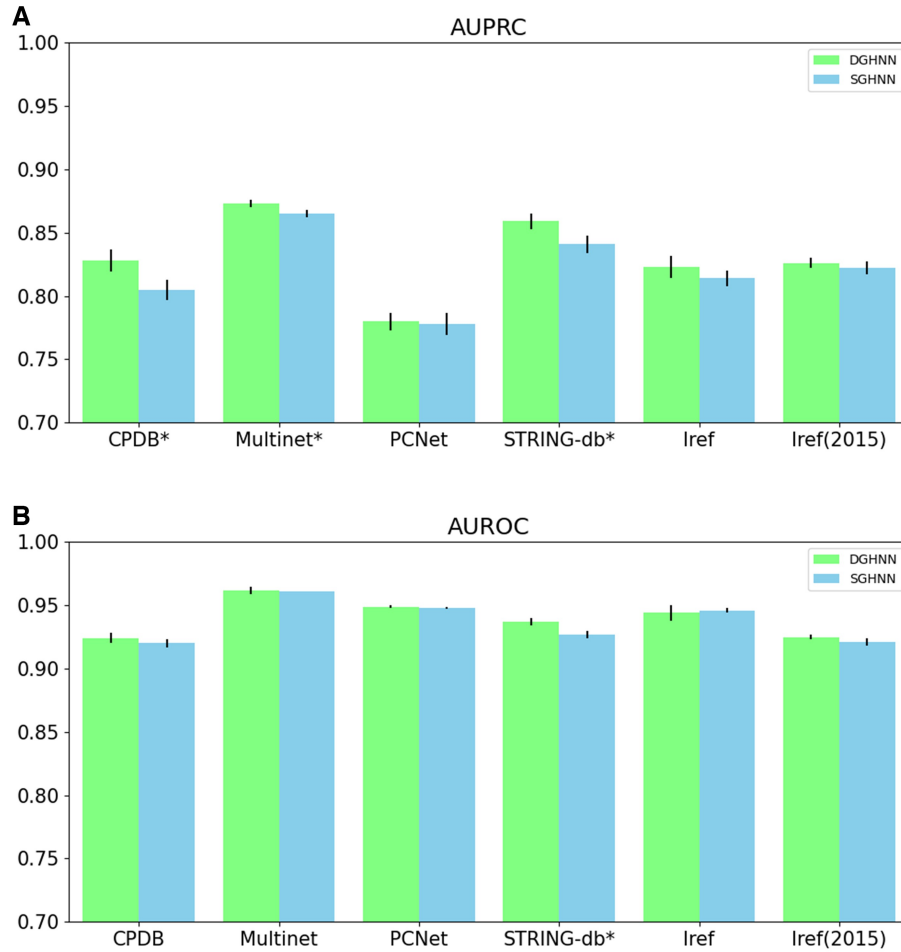 A
AUPRC
1.00
0.95
0.90
0.85
0.80
0.75
0.70
DGHNN
SGHNN
CPDB* Multinet* PCNet STRING-db* Iref Iref(2015)
B
AUROC
1.00
0.95
0.90
0.85
0.80
0.75
0.70
DGHNN
SGHNN
CPDB Multinet PCNet STRING-db* Iref Iref(2015)